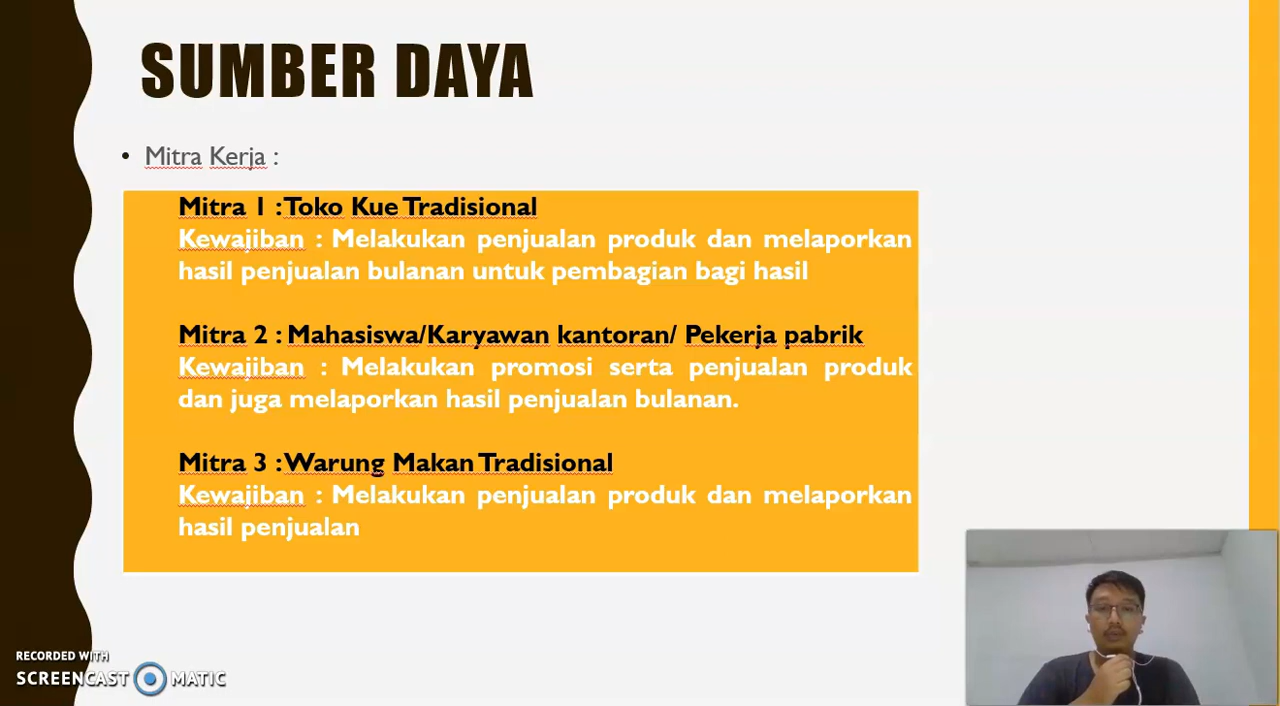 SUMBER DAYA
• Mitra Kerja :
Mitra 1 : Toko Kue Tradisional
Kewajiban : Melakukan penjualan produk dan melaporkan
hasil penjualan bulanan untuk pembagian bagi hasil
Mitra 2 : Mahasiswa/Karyawan kantoran/ Pekerja pabrik
Kewajiban : Melakukan promosi serta penjualan produk
dan juga melaporkan hasil penjualan bulanan.
Mitra 3 : Warung Makan Tradisional
Kewajiban : Melakukan penjualan produk dan melaporkan
hasil penjualan
RECORDED WITH
SCREENCAST MATIC